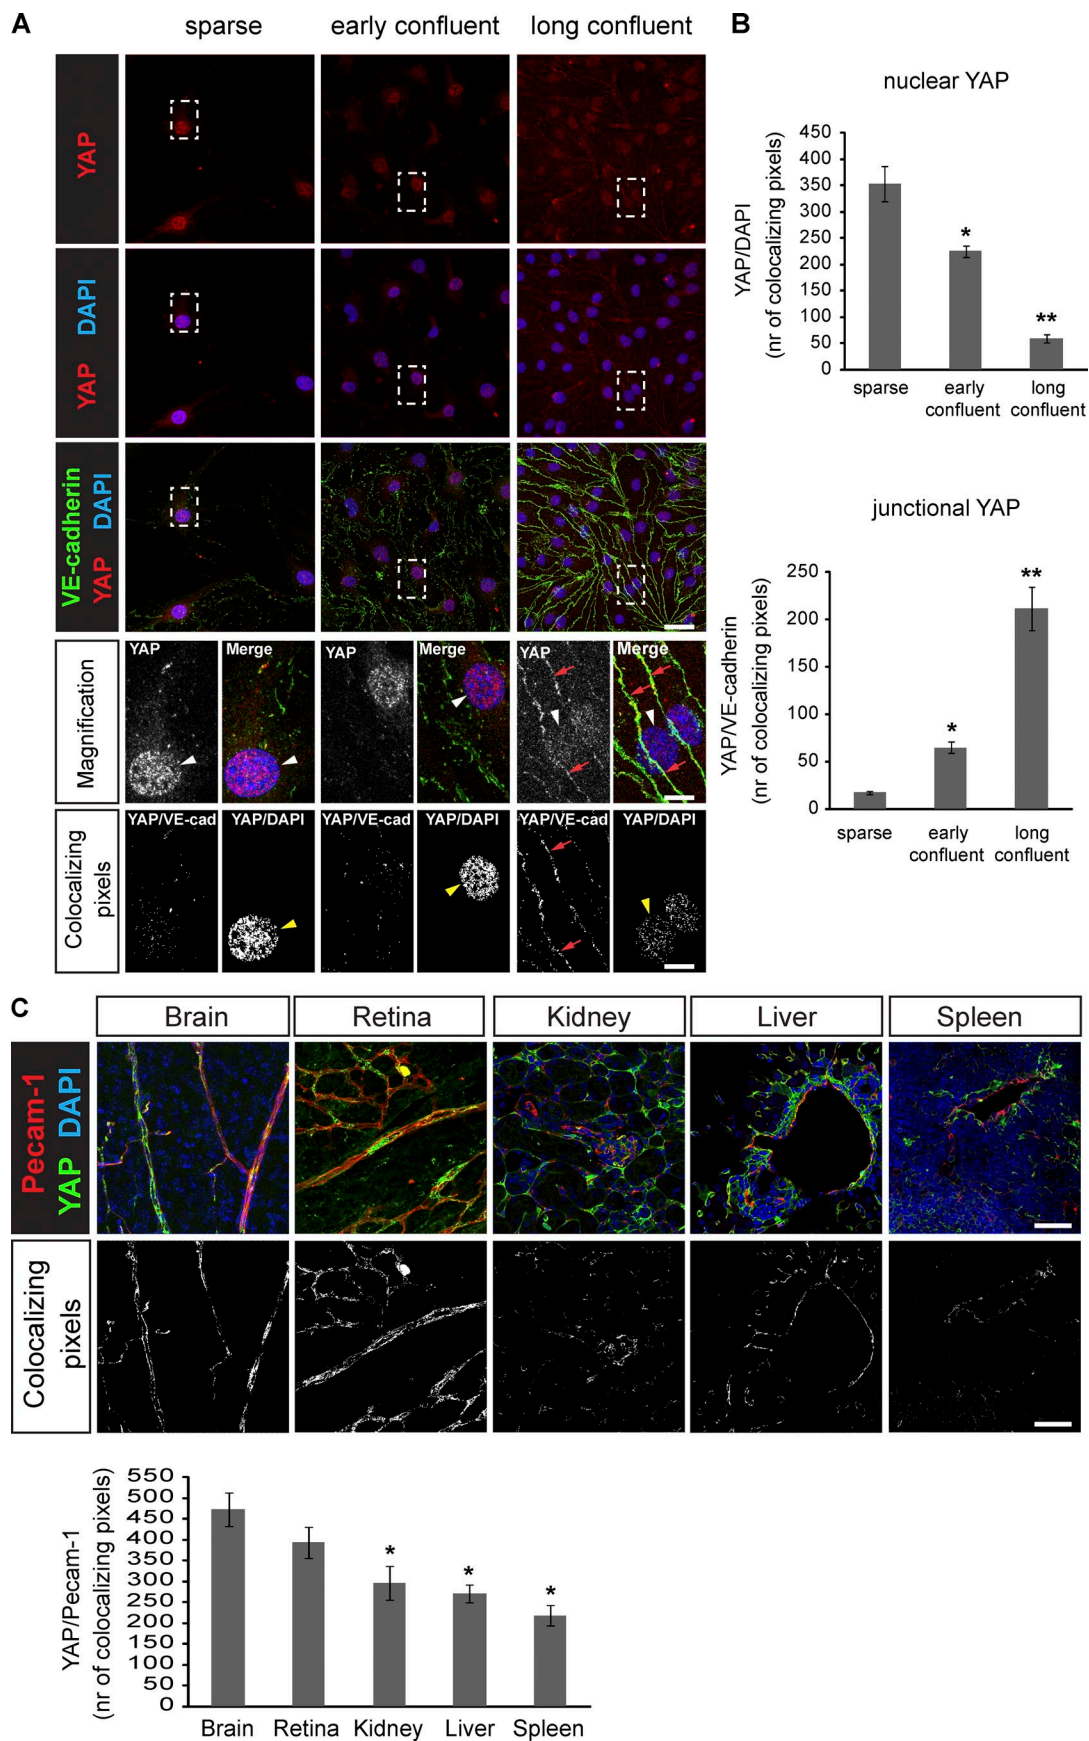 A
sparse
early confluent
long confluent
YAP
YAP DAPI
VE-cadherin
YAP DAPI
Magnification
YAP
Merge
YAP
Merge
YAP
Merge
Colocalizing
pixels
YAP/VE-cad
YAP/DAPI
YAP/VE-cad
YAP/DAPI
YAP/VE-cad
YAP/DAPI
B
nuclear YAP
YAP/DAPI
(nr of colocalizing pixels)
450
400
350
300
250
200
150
100
50
0
*
**
sparse
early
confluent
long
confluent
junctional YAP
YAP/VE-cadherin
(nr of colocalizing pixels)
250
200
150
100
50
0
*
**
sparse
early
confluent
long
confluent
C
Brain
Retina
Kidney
Liver
Spleen
Pecam-1
YAP DAPI
Colocalizing
pixels
YAP/Pecam-1
(nr of colocalizing pixels)
550
500
450
400
350
300
250
200
150
100
50
0
*
*
*
Brain
Retina
Kidney
Liver
Spleen